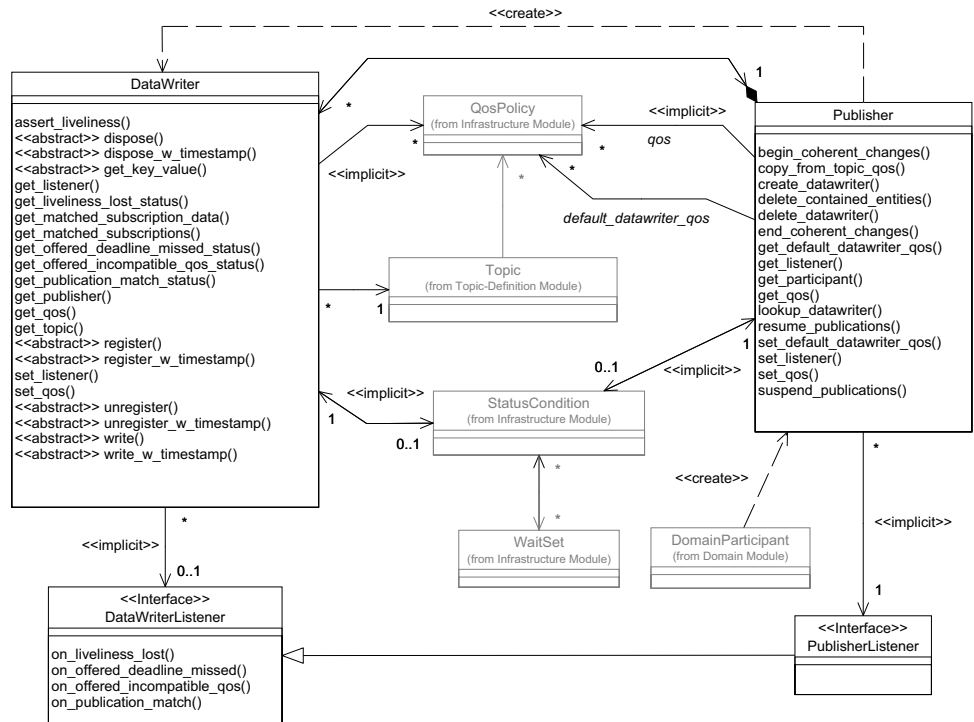 <<create>>
DataWriter
assert_liveliness()
<<abstract>> dispose()
<<abstract>> dispose_w_timestamp()
<<abstract>> get_key_value()
get_listener()
get_liveliness_lost_status()
get_matched_subscription_data()
get_matched_subscriptions()
get_offered_deadline_missed_status()
get_offered_incompatible_qos_status()
get_publication_match_status()
get_publisher()
get_qos()
get_topic()
<<abstract>> register()
<<abstract>> register_w_timestamp()
set_listener()
set_qos()
<<abstract>> unregister()
<<abstract>> unregister_w_timestamp()
<<abstract>> write()
<<abstract>> write_w_timestamp()
*
1
QosPolicy
(from Infrastructure Module)
*
*
*
*
<<implicit>>
<<implicit>>
qos
default_datawriter_qos
Publisher
begin_coherent_changes()
copy_from_topic_qos()
create_datawriter()
delete_contained_entities()
delete_datawriter()
end_coherent_changes()
get_default_datawriter_qos()
get_listener()
get_participant()
get_qos()
lookup_datawriter()
resume_publications()
set_default_datawriter_qos()
set_listener()
set_qos()
suspend_publications()
Topic
(from Topic-Definition Module)
*
1
1
0..1
<<implicit>>
<<implicit>>
1
0..1
StatusCondition
(from Infrastructure Module)
*
*
WaitSet
(from Infrastructure Module)
<<create>>
DomainParticipant
(from Domain Module)
*
<<implicit>>
1
*
<<implicit>>
0..1
<<Interface>>
DataWriterListener
on_liveliness_lost()
on_offered_deadline_missed()
on_offered_incompatible_qos()
on_publication_match()
<<Interface>>
PublisherListener